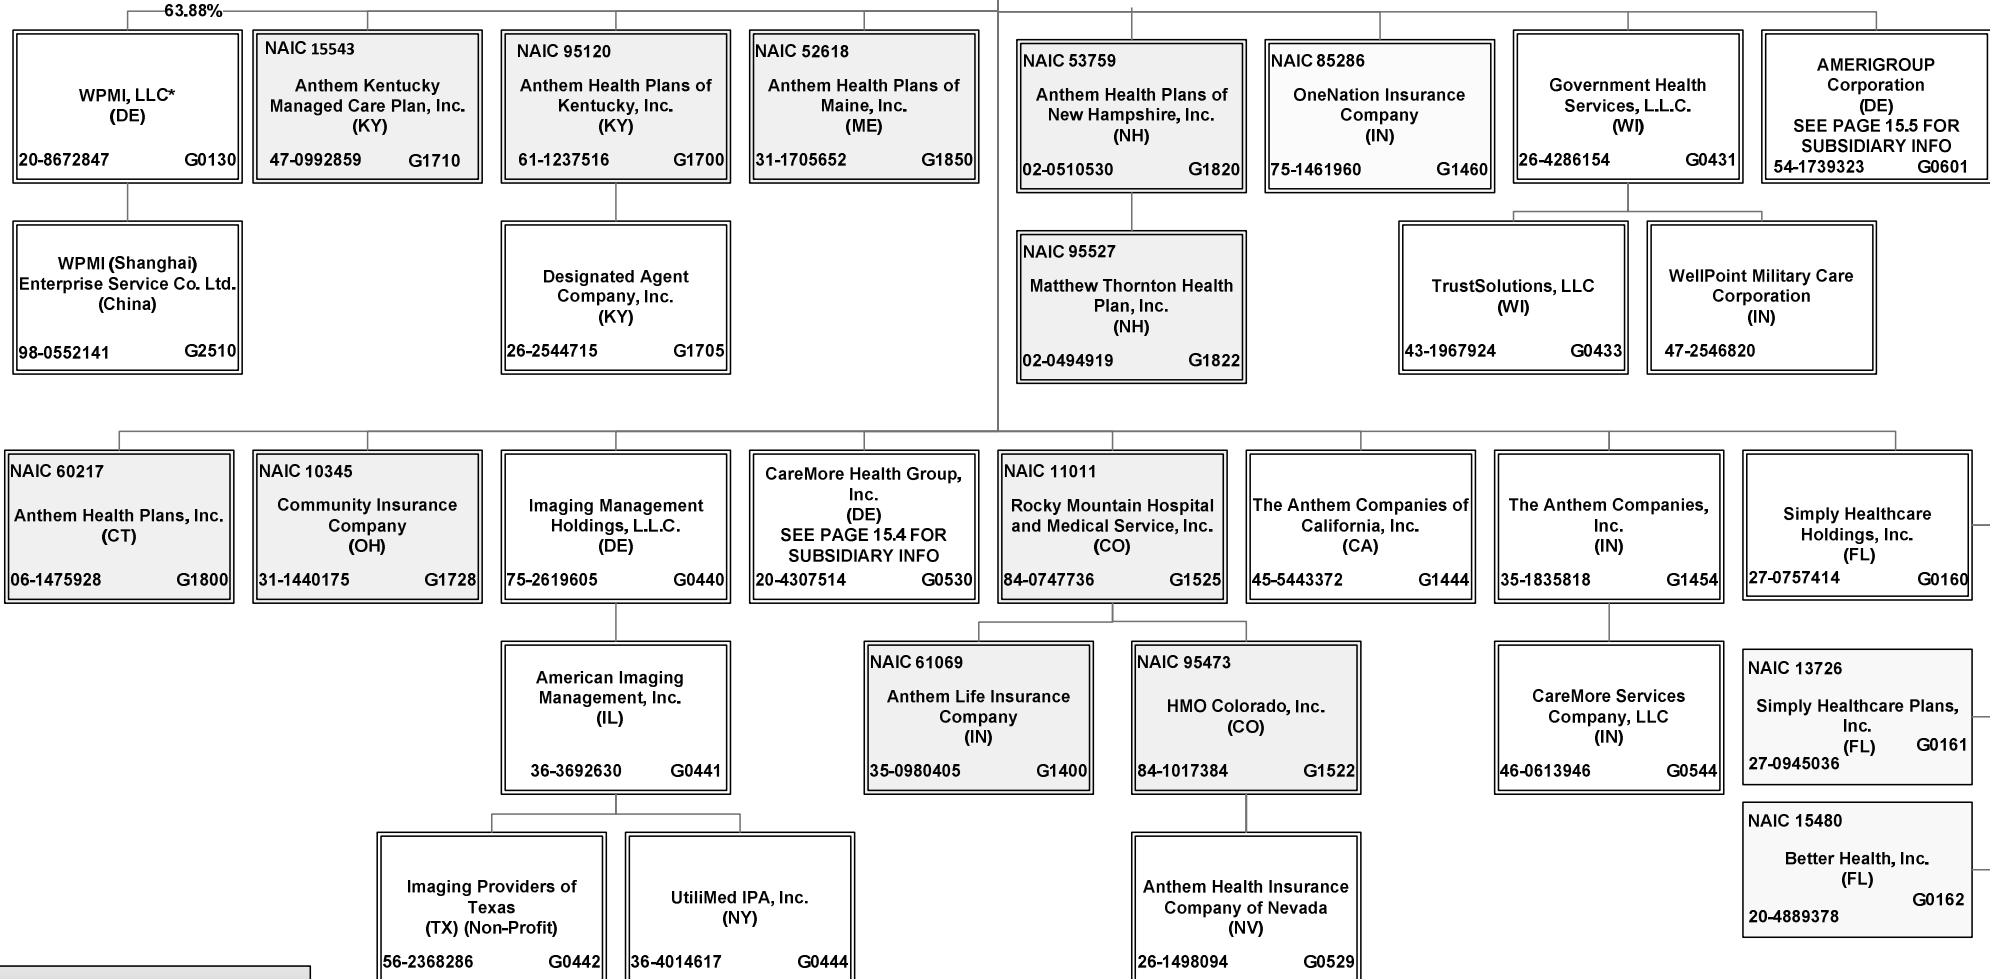 63.88%
WPMI, LLC*
(DE)
20-8672847 G0130
NAIC 15543
Anthem Kentucky
Managed Care Plan, Inc.
(KY)
47-0992859 G1710
NAIC 95120
Anthem Health Plans of
Kentucky, Inc.
(KY)
61-1237516 G1700
NAIC 52618
Anthem Health Plans of
Maine, Inc.
(ME)
31-1705652 G1850
NAIC 53759
Anthem Health Plans of
New Hampshire, Inc.
(NH)
02-0510530 G1820
NAIC 85286
OneNation Insurance
Company
(IN)
75-1461960 G1460
Government Health
Services, L.L.C.
(WI)
26-4286154 G0431
AMERIGROUP
Corporation
(DE)
SEE PAGE 15.5 FOR
SUBSIDIARY INFO
54-1739323 G0601
WPMI (Shanghai)
Enterprise Service Co. Ltd.
(China)
98-0552141 G2510
Designated Agent
Company, Inc.
(KY)
26-2544715 G1705
NAIC 95527
Matthew Thornton Health
Plan, Inc.
(NH)
02-0494919 G1822
TrustSolutions, LLC
(WI)
43-1967924 G0433
WellPoint Military Care
Corporation
(IN)
47-2546820
NAIC 60217
Anthem Health Plans, Inc.
(CT)
06-1475928 G1800
NAIC 10345
Community Insurance
Company
(OH)
31-1440175 G1728
Imaging Management
Holdings, L.L.C.
(DE)
75-2619605 G0440
CareMore Health Group,
Inc.
(DE)
SEE PAGE 15.4 FOR
SUBSIDIARY INFO
20-4307514 G0530
NAIC 11011
Rocky Mountain Hospital
and Medical Service, Inc.
(CO)
84-0747736 G1525
The Anthem Companies of
California, Inc.
(CA)
45-5443372 G1444
The Anthem Companies,
Inc.
(IN)
35-1835818 G1454
Simply Healthcare
Holdings, Inc.
(FL)
27-0757414 G0160
American Imaging
Management, Inc.
(IL)
36-3692630 G0441
NAIC 61069
Anthem Life Insurance
Company
(IN)
35-0980405 G1400
NAIC 95473
HMO Colorado, Inc.
(CO)
84-1017384 G1522
CareMore Services
Company, LLC
(IN)
46-0613946 G0544
NAIC 13726
Simply Healthcare Plans,
Inc.
(FL) G0161
27-0945036
Imaging Providers of
Texas
(TX) (Non-Profit)
56-2368286 G0442
UtiliMed IPA, Inc.
(NY)
36-4014617 G0444
Anthem Health Insurance
Company of Nevada
(NV)
26-1498094 G0529
NAIC 15480
Better Health, Inc.
(FL)
G0162
20-4889378